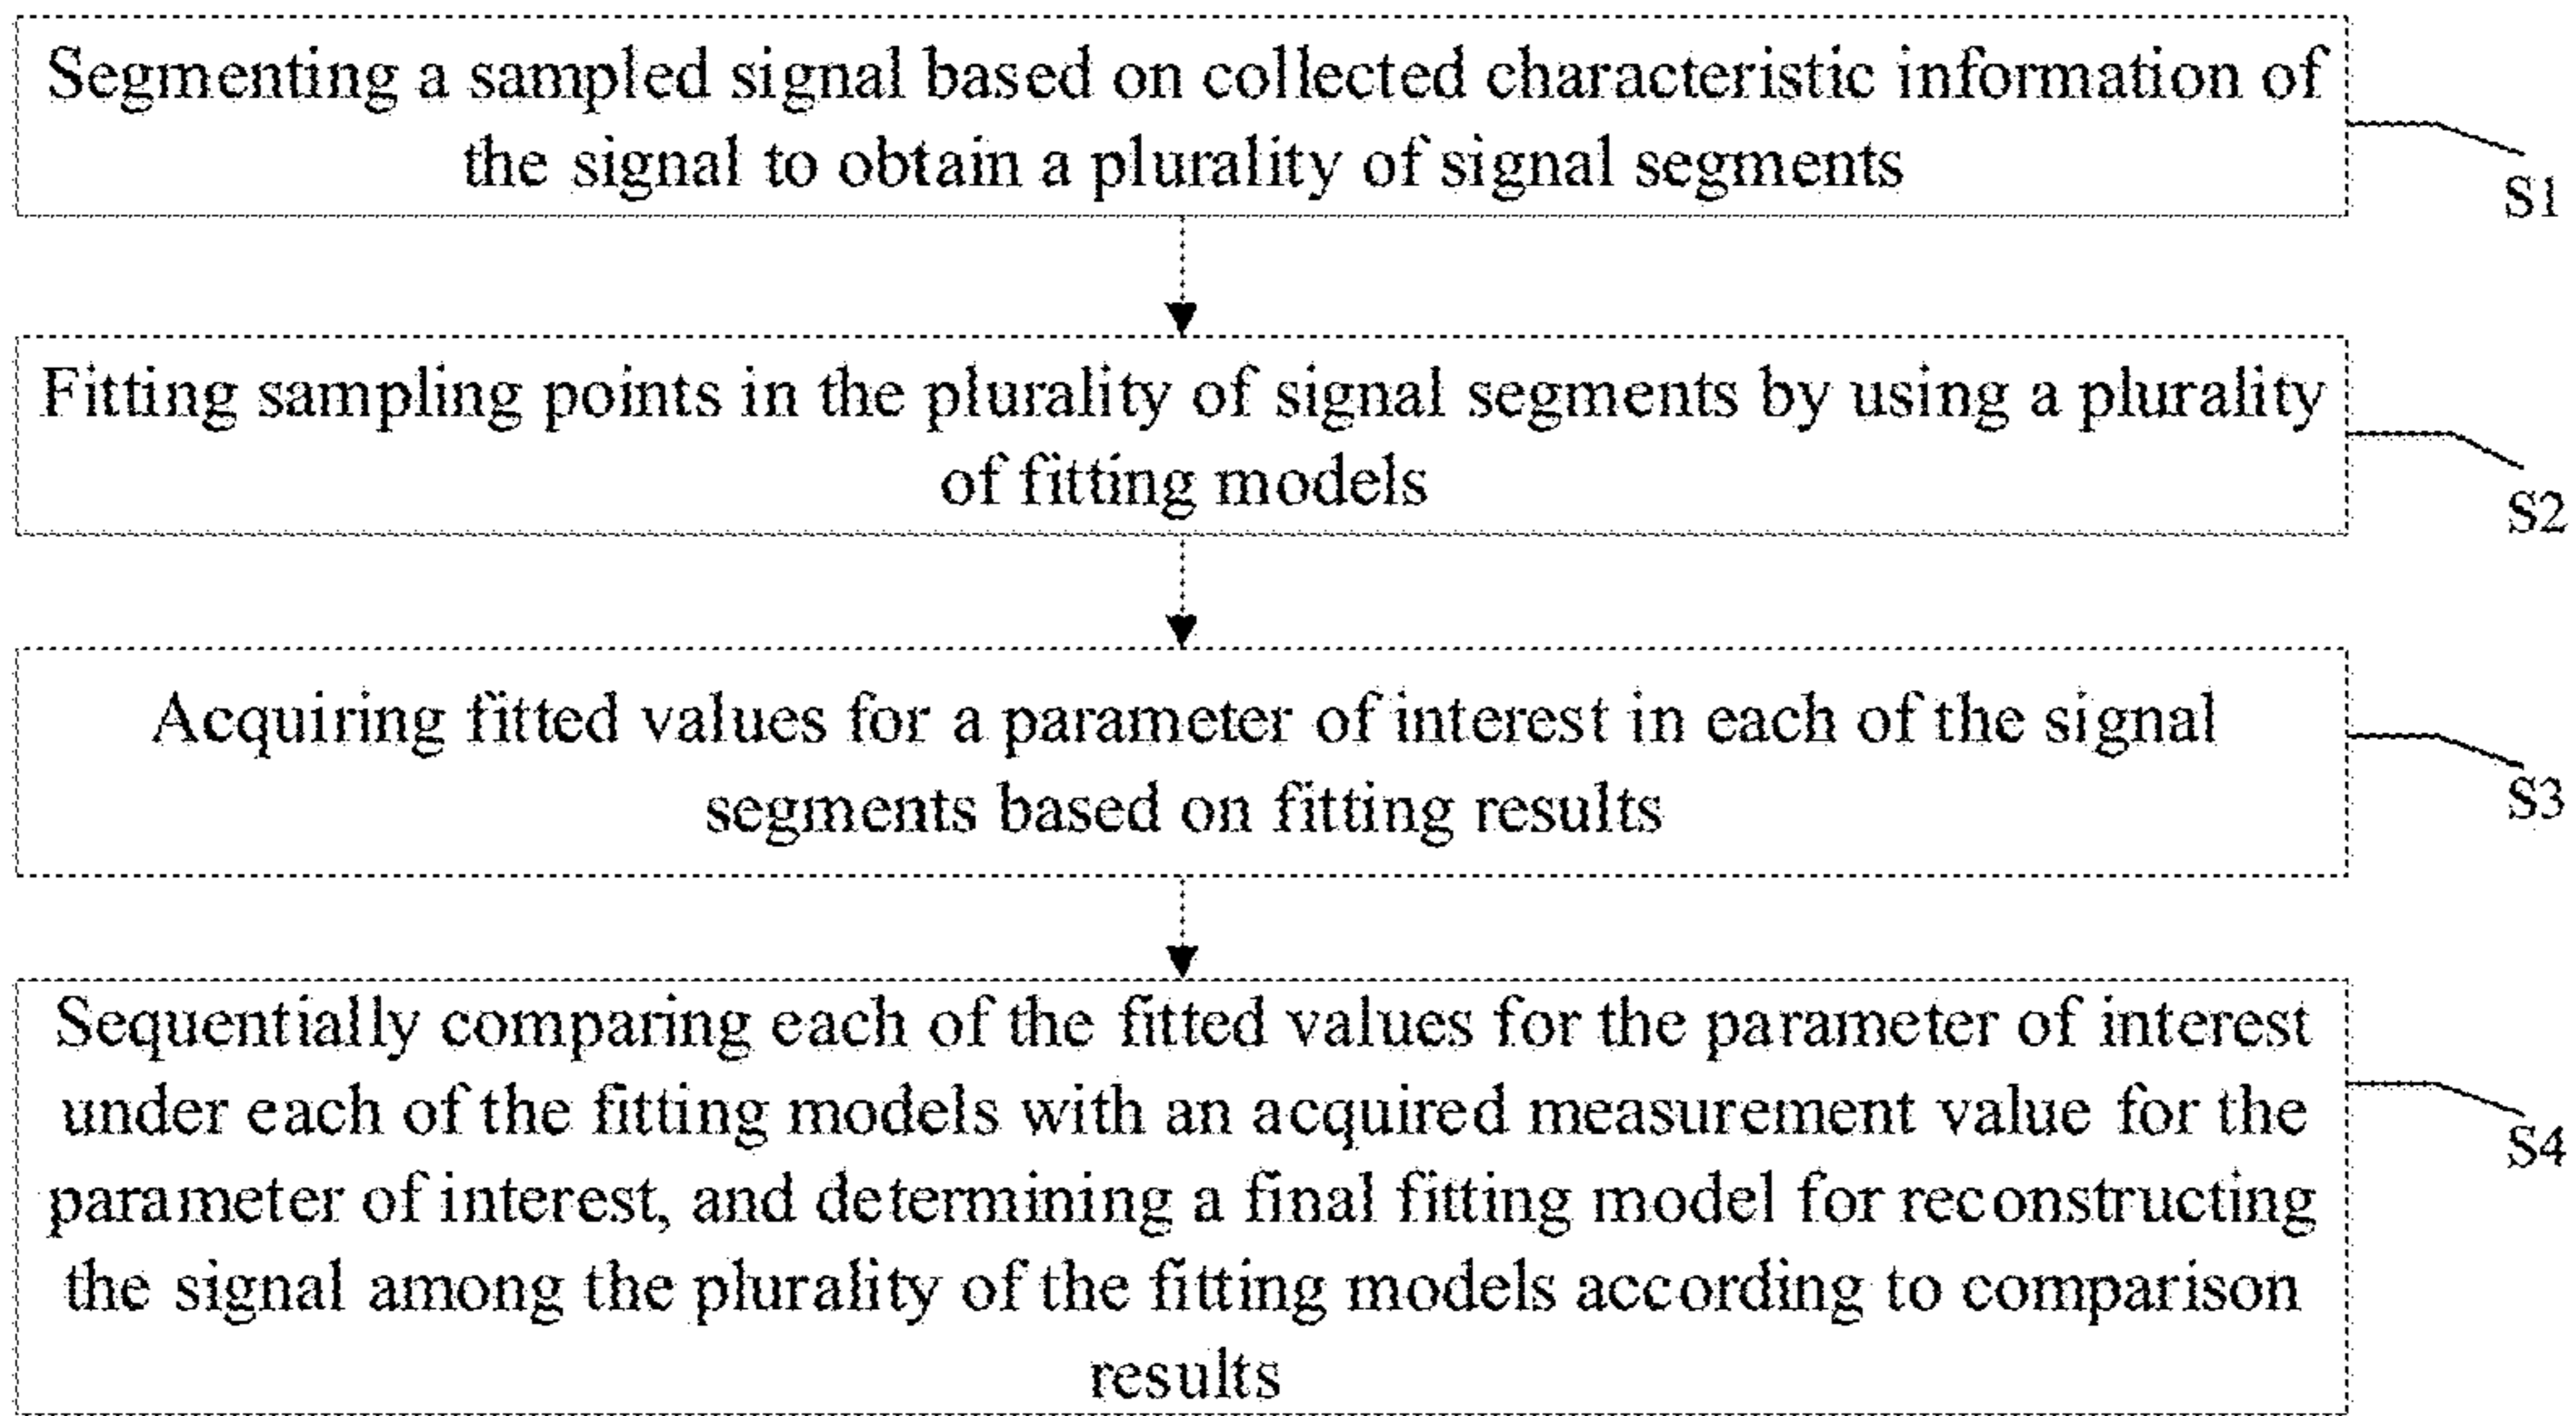 Segmenting a sampled signal based on collected characteristic information of
the signal to obtain a plurality of signal segments
S1
Fitting sampling points in the plurality of signal segments by using a plurality
of fitting models
S2
Acquiring fitted values for a parameter of interest in each of the signal
segments based on fitting results
S3
Sequentially comparing each of the fitted values for the parameter of interest
under each of the fitting models with an acquired measurement value for the
parameter of interest, and determining a final fitting model for reconstructing
the signal among the plurality of the fitting models according to comparison
results
S4